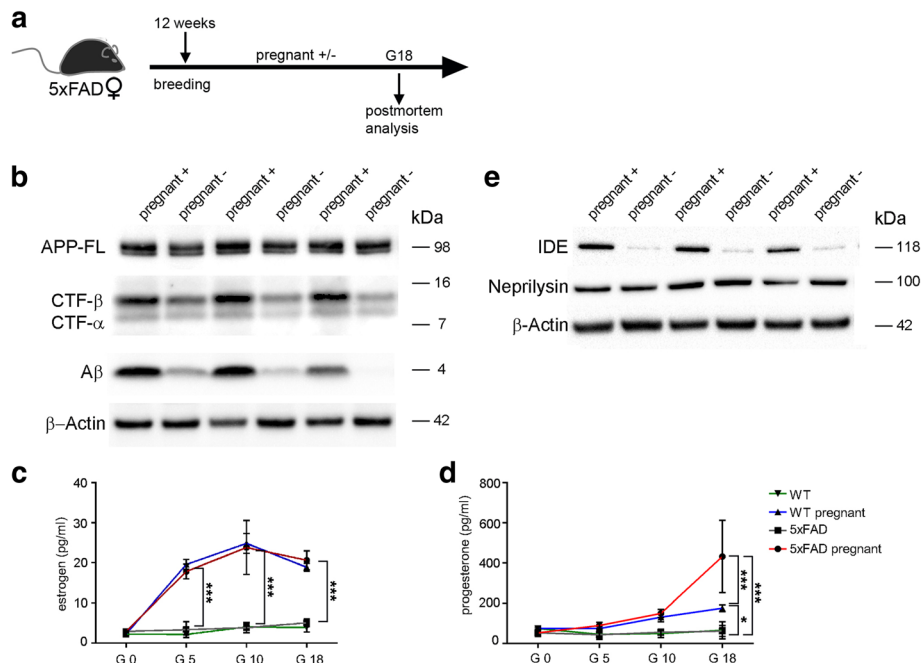 a
12 weeks
pregnant +/-
G18
5xFAD♀
breeding
postmortem
analysis
b
pregnant +
pregnant -
pregnant +
pregnant -
pregnant +
pregnant -
kDa
APP-FL
98
16
CTF-β
CTF-α
7
Aβ
4
β–Actin
42
e
pregnant +
pregnant -
pregnant +
pregnant -
pregnant +
pregnant -
kDa
IDE
118
Neprilysin
100
β-Actin
42
c
estrogen (pg/ml)
40
30
20
10
0
***
***
***
G 0
G 5
G 10
G 18
d
progesterone (pg/ml)
800
600
400
200
0
***
***
*
G 0
G 5
G 10
G 18
WT
WT pregnant
5xFAD
5xFAD pregnant